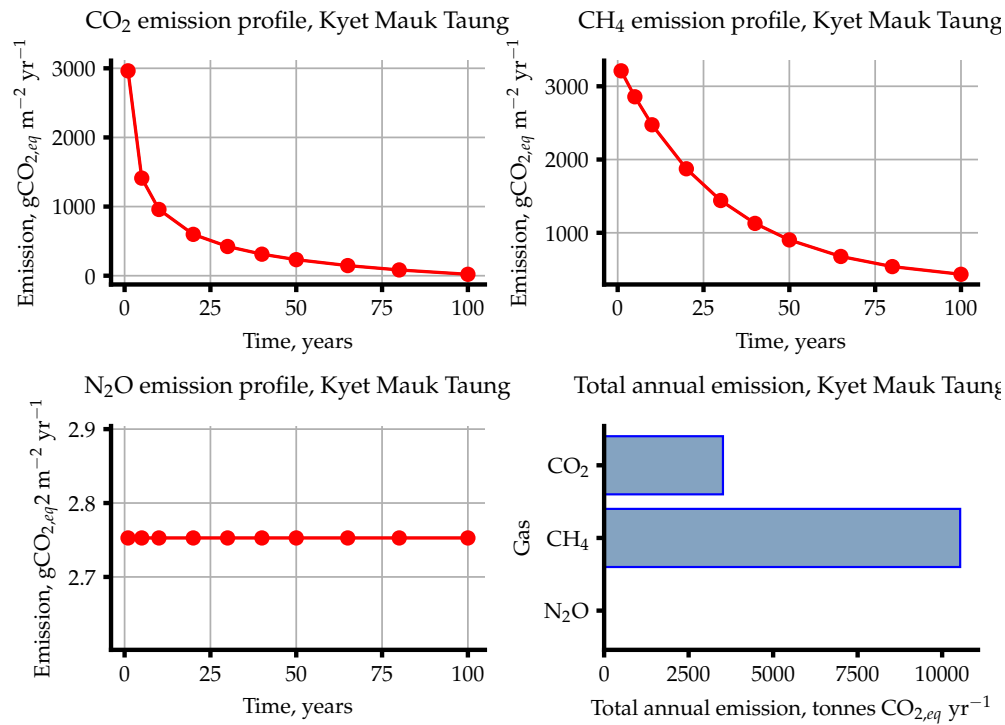 CO₂ emission profile, Kyet Mauk Taung
Emission, gCO₂,eq m⁻² yr⁻¹
3000
2000
1000
0
0 25 50 75 100
Time, years
CH₄ emission profile, Kyet Mauk Taung
Emission, gCO₂,eq m⁻² yr⁻¹
3000
2000
1000
0 25 50 75 100
Time, years
N₂O emission profile, Kyet Mauk Taung
Emission, gCO₂,eq2 m⁻² yr⁻¹
2.9
2.8
2.7
0 25 50 75 100
Time, years
Total annual emission, Kyet Mauk Taung
Gas
CO₂
CH₄
N₂O
0 2500 5000 7500 10000
Total annual emission, tonnes CO₂,eq yr⁻¹